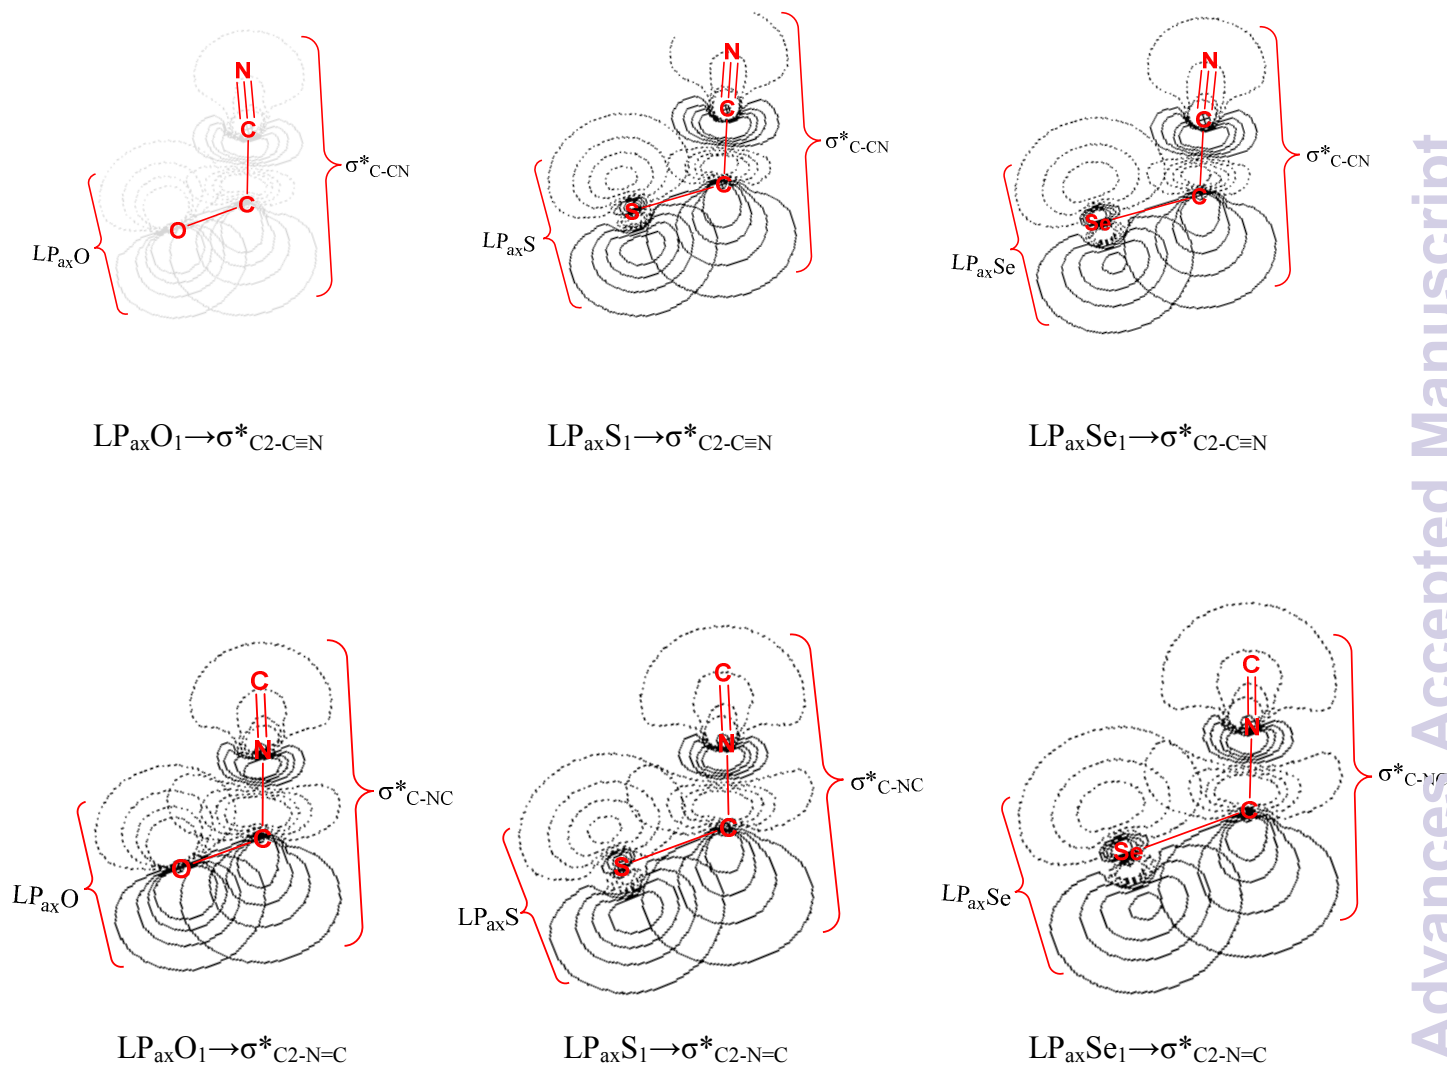 N
C
C
O
LPaxO
σ*C-CN
N
C
C
S
LPaxS
σ*C-CN
N
C
C
Se
LPaxSe
σ*C-CN
LPaxO1→σ*C2-C≡N
LPaxS1→σ*C2-C≡N
LPaxSe1→σ*C2-C≡N
C
N
C
O
LPaxO
σ*C-NC
C
N
C
S
LPaxS
σ*C-NC
C
N
C
Se
LPaxSe
σ*C-NC
LPaxO1→σ*C2-N=C
LPaxS1→σ*C2-N=C
LPaxSe1→σ*C2-N=C
Advances Accepted Manuscript